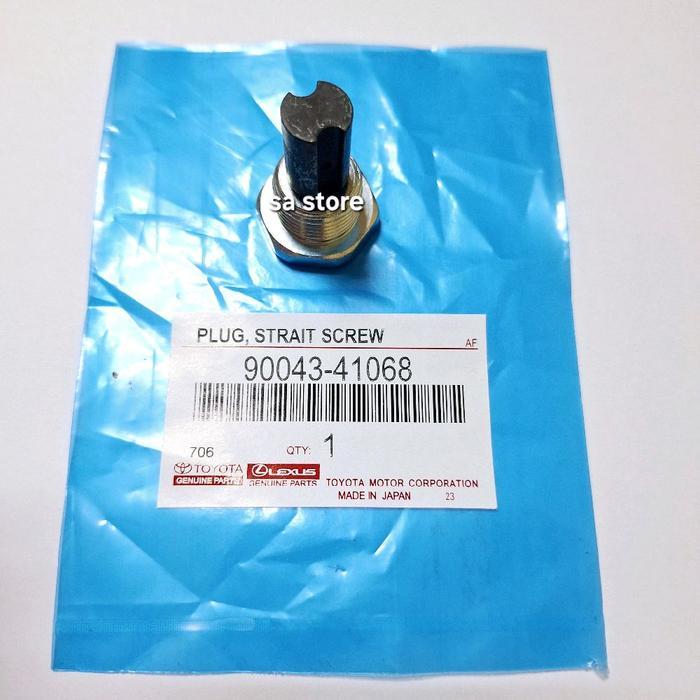 sa store
PLUG, STRAIT SCREW
AF
90043-41068
706 QTY: 1
TOYOTA LEXUS
GENUINE PARTS GENUINE PARTS TOYOTA MOTOR CORPORATION
MADE IN JAPAN 23